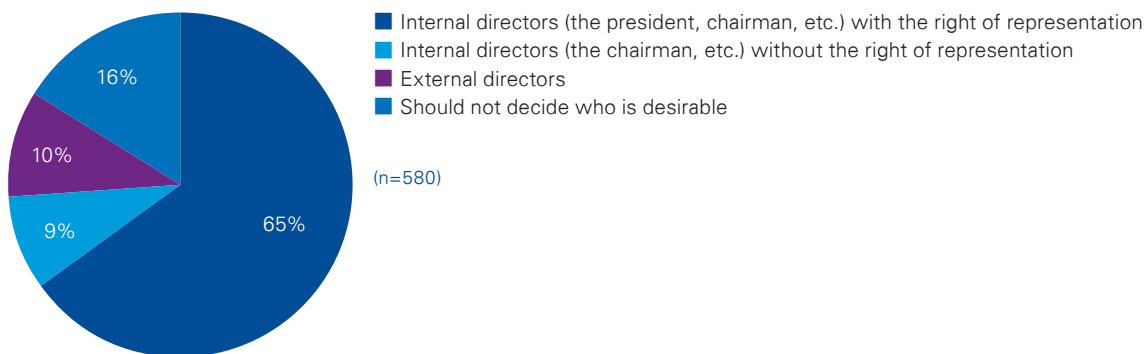 Internal directors (the president, chairman, etc.) with the right of representation
Internal directors (the chairman, etc.) without the right of representation
External directors
Should not decide who is desirable
(n=580)
16%
10%
9%
65%